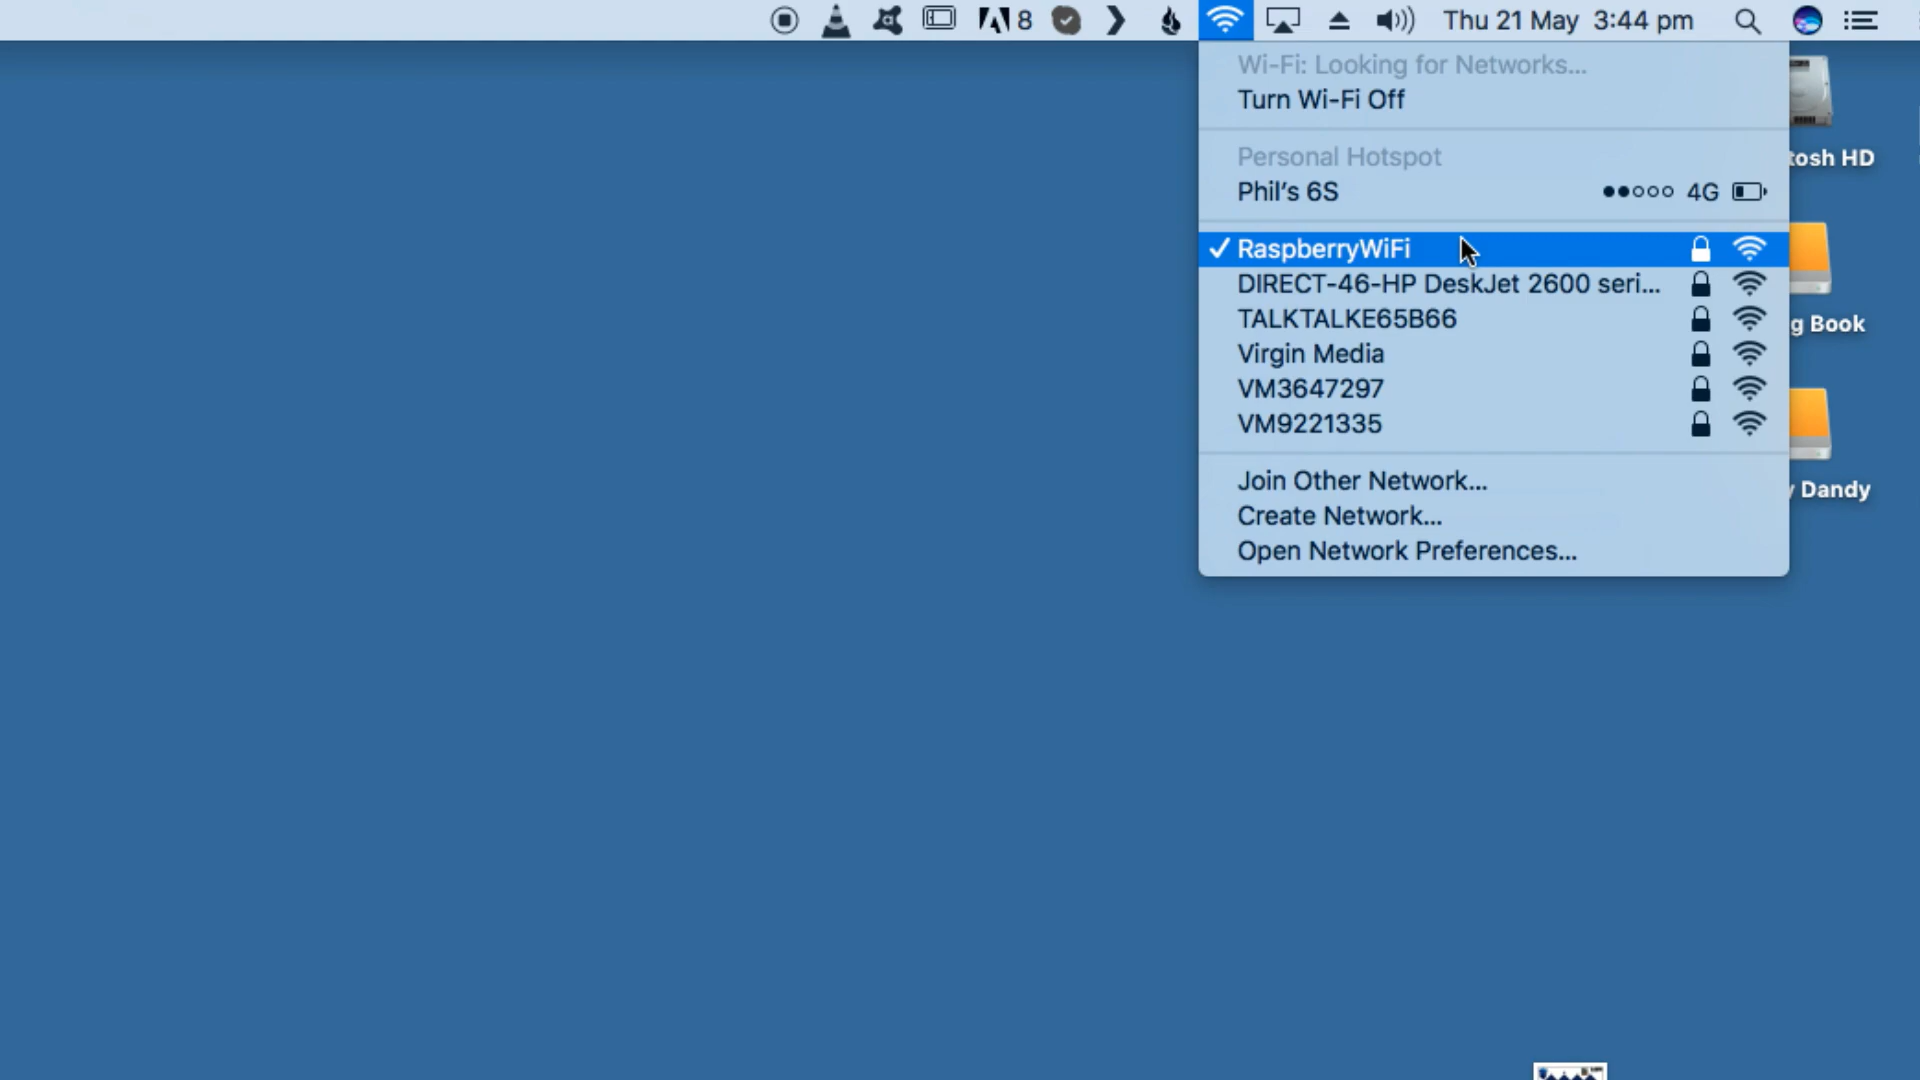 8 Thu 21 May 3:44 pm
Wi-Fi: Looking for Networks...
Turn Wi-Fi Off
Personal Hotspot
Phil's 6S 4G
RaspberryWiFi
DIRECT-46-HP DeskJet 2600 seri...
TALKTALKE65B66
Virgin Media
VM3647297
VM9221335
Join Other Network...
Create Network...
Open Network Preferences...
tosh HD
g Book
Dandy